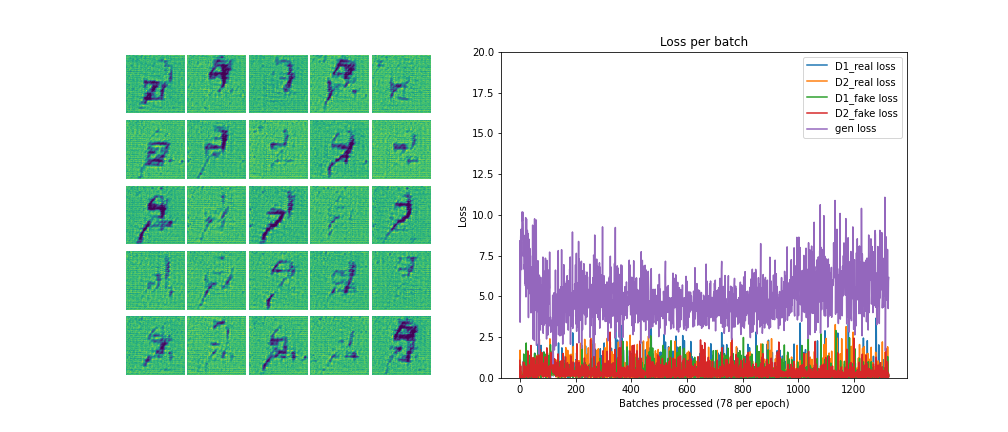 Loss per batch
20.0
17.5
15.0
12.5
10.0
7.5
5.0
2.5
0.0
Loss
D1_real loss
D2_real loss
D1_fake loss
D2_fake loss
gen loss
0 200 400 600 800 1000 1200
Batches processed (78 per epoch)